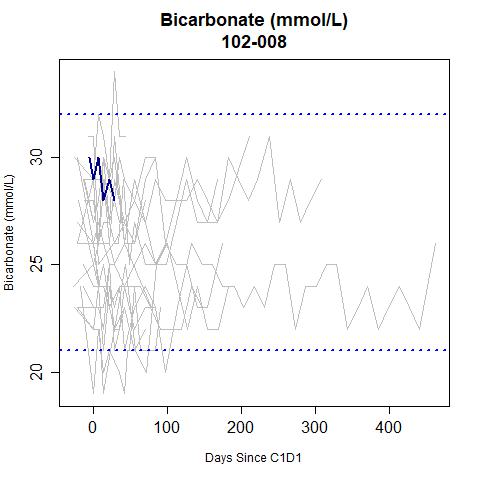 Bicarbonate (mmol/L)
102-008
Bicarbonate (mmol/L)
30
25
20
0 100 200 300 400
Days Since C1D1